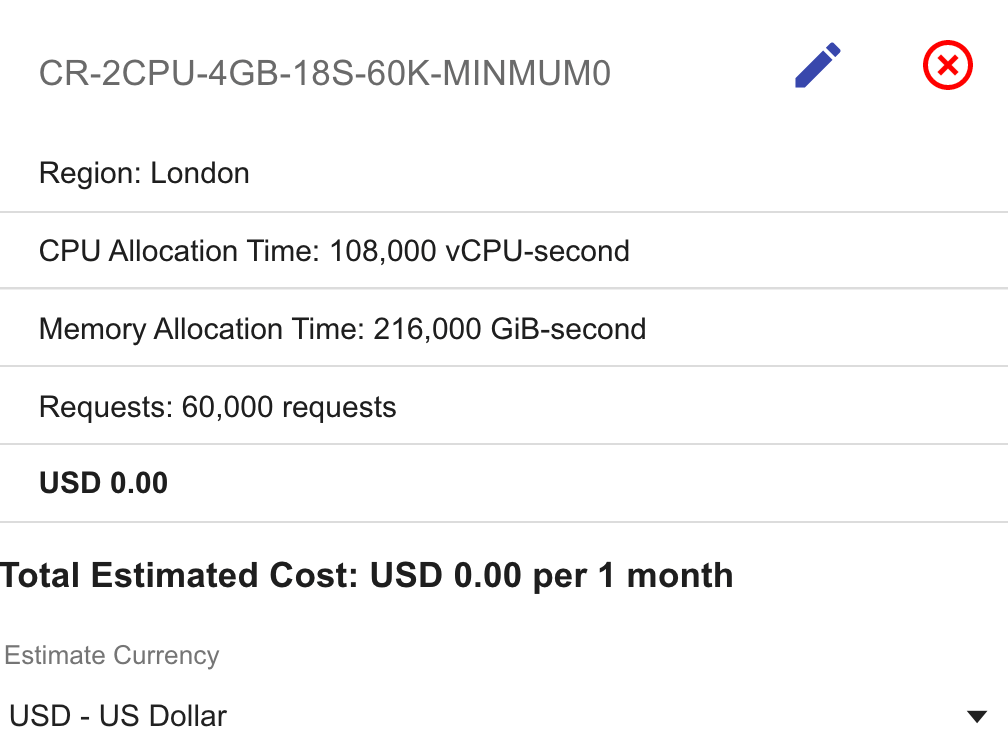 CR-2CPU-4GB-18S-60K-MINMUM0
Region: London
CPU Allocation Time: 108,000 vCPU-second
Memory Allocation Time: 216,000 GiB-second
Requests: 60,000 requests
USD 0.00
Total Estimated Cost: USD 0.00 per 1 month
Estimate Currency
USD - US Dollar